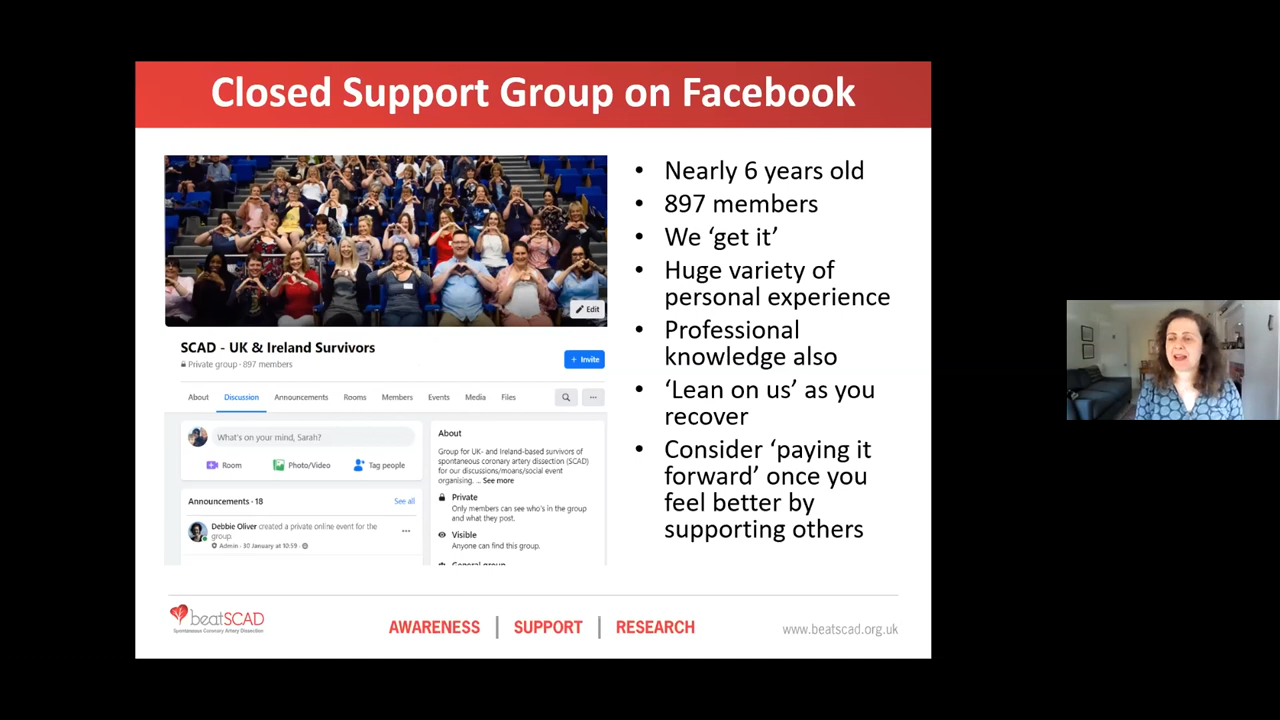 Closed Support Group on Facebook
Edit
SCAD - UK & Ireland Survivors
Private group · 897 members
+ Invite
About Discussion Announcements Rooms Members Events Media Files
What's on your mind, Sarah?
Room Photo/Video Tag people
Announcements · 18 See all
Debbie Oliver created a private online event for the
group.
Admin · 30 January at 10:59 ·
About
Group for UK- and Ireland-based survivors of
spontaneous coronary artery dissection (SCAD)
for our discussions/moans/social event
organising. ... See more
Private
Only members can see who's in the group
and what they post.
Visible
Anyone can find this group.
General group
• Nearly 6 years old
• 897 members
• We ‘get it’
• Huge variety of
personal experience
• Professional
knowledge also
• ‘Lean on us’ as you
recover
• Consider ‘paying it
forward’ once you
feel better by
supporting others
beatSCAD
Spontaneous Coronary Artery Dissection
AWARENESS | SUPPORT | RESEARCH
www.beatscad.org.uk